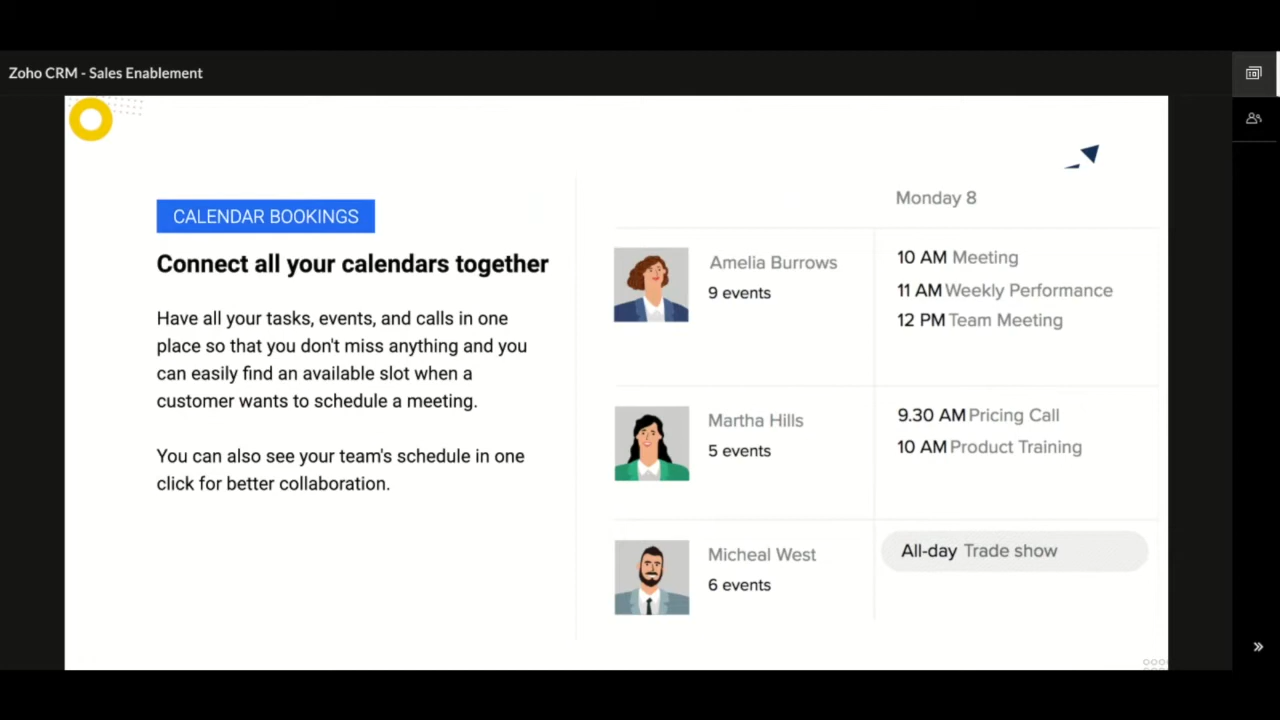 Zoho CRM - Sales Enablement
CALENDAR BOOKINGS
Connect all your calendars together
Have all your tasks, events, and calls in one
place so that you don't miss anything and you
can easily find an available slot when a
customer wants to schedule a meeting.
You can also see your team's schedule in one
click for better collaboration.
Monday 8
Amelia Burrows
9 events
10 AM Meeting
11 AM Weekly Performance
12 PM Team Meeting
Martha Hills
5 events
9.30 AM Pricing Call
10 AM Product Training
Micheal West
6 events
All-day Trade show